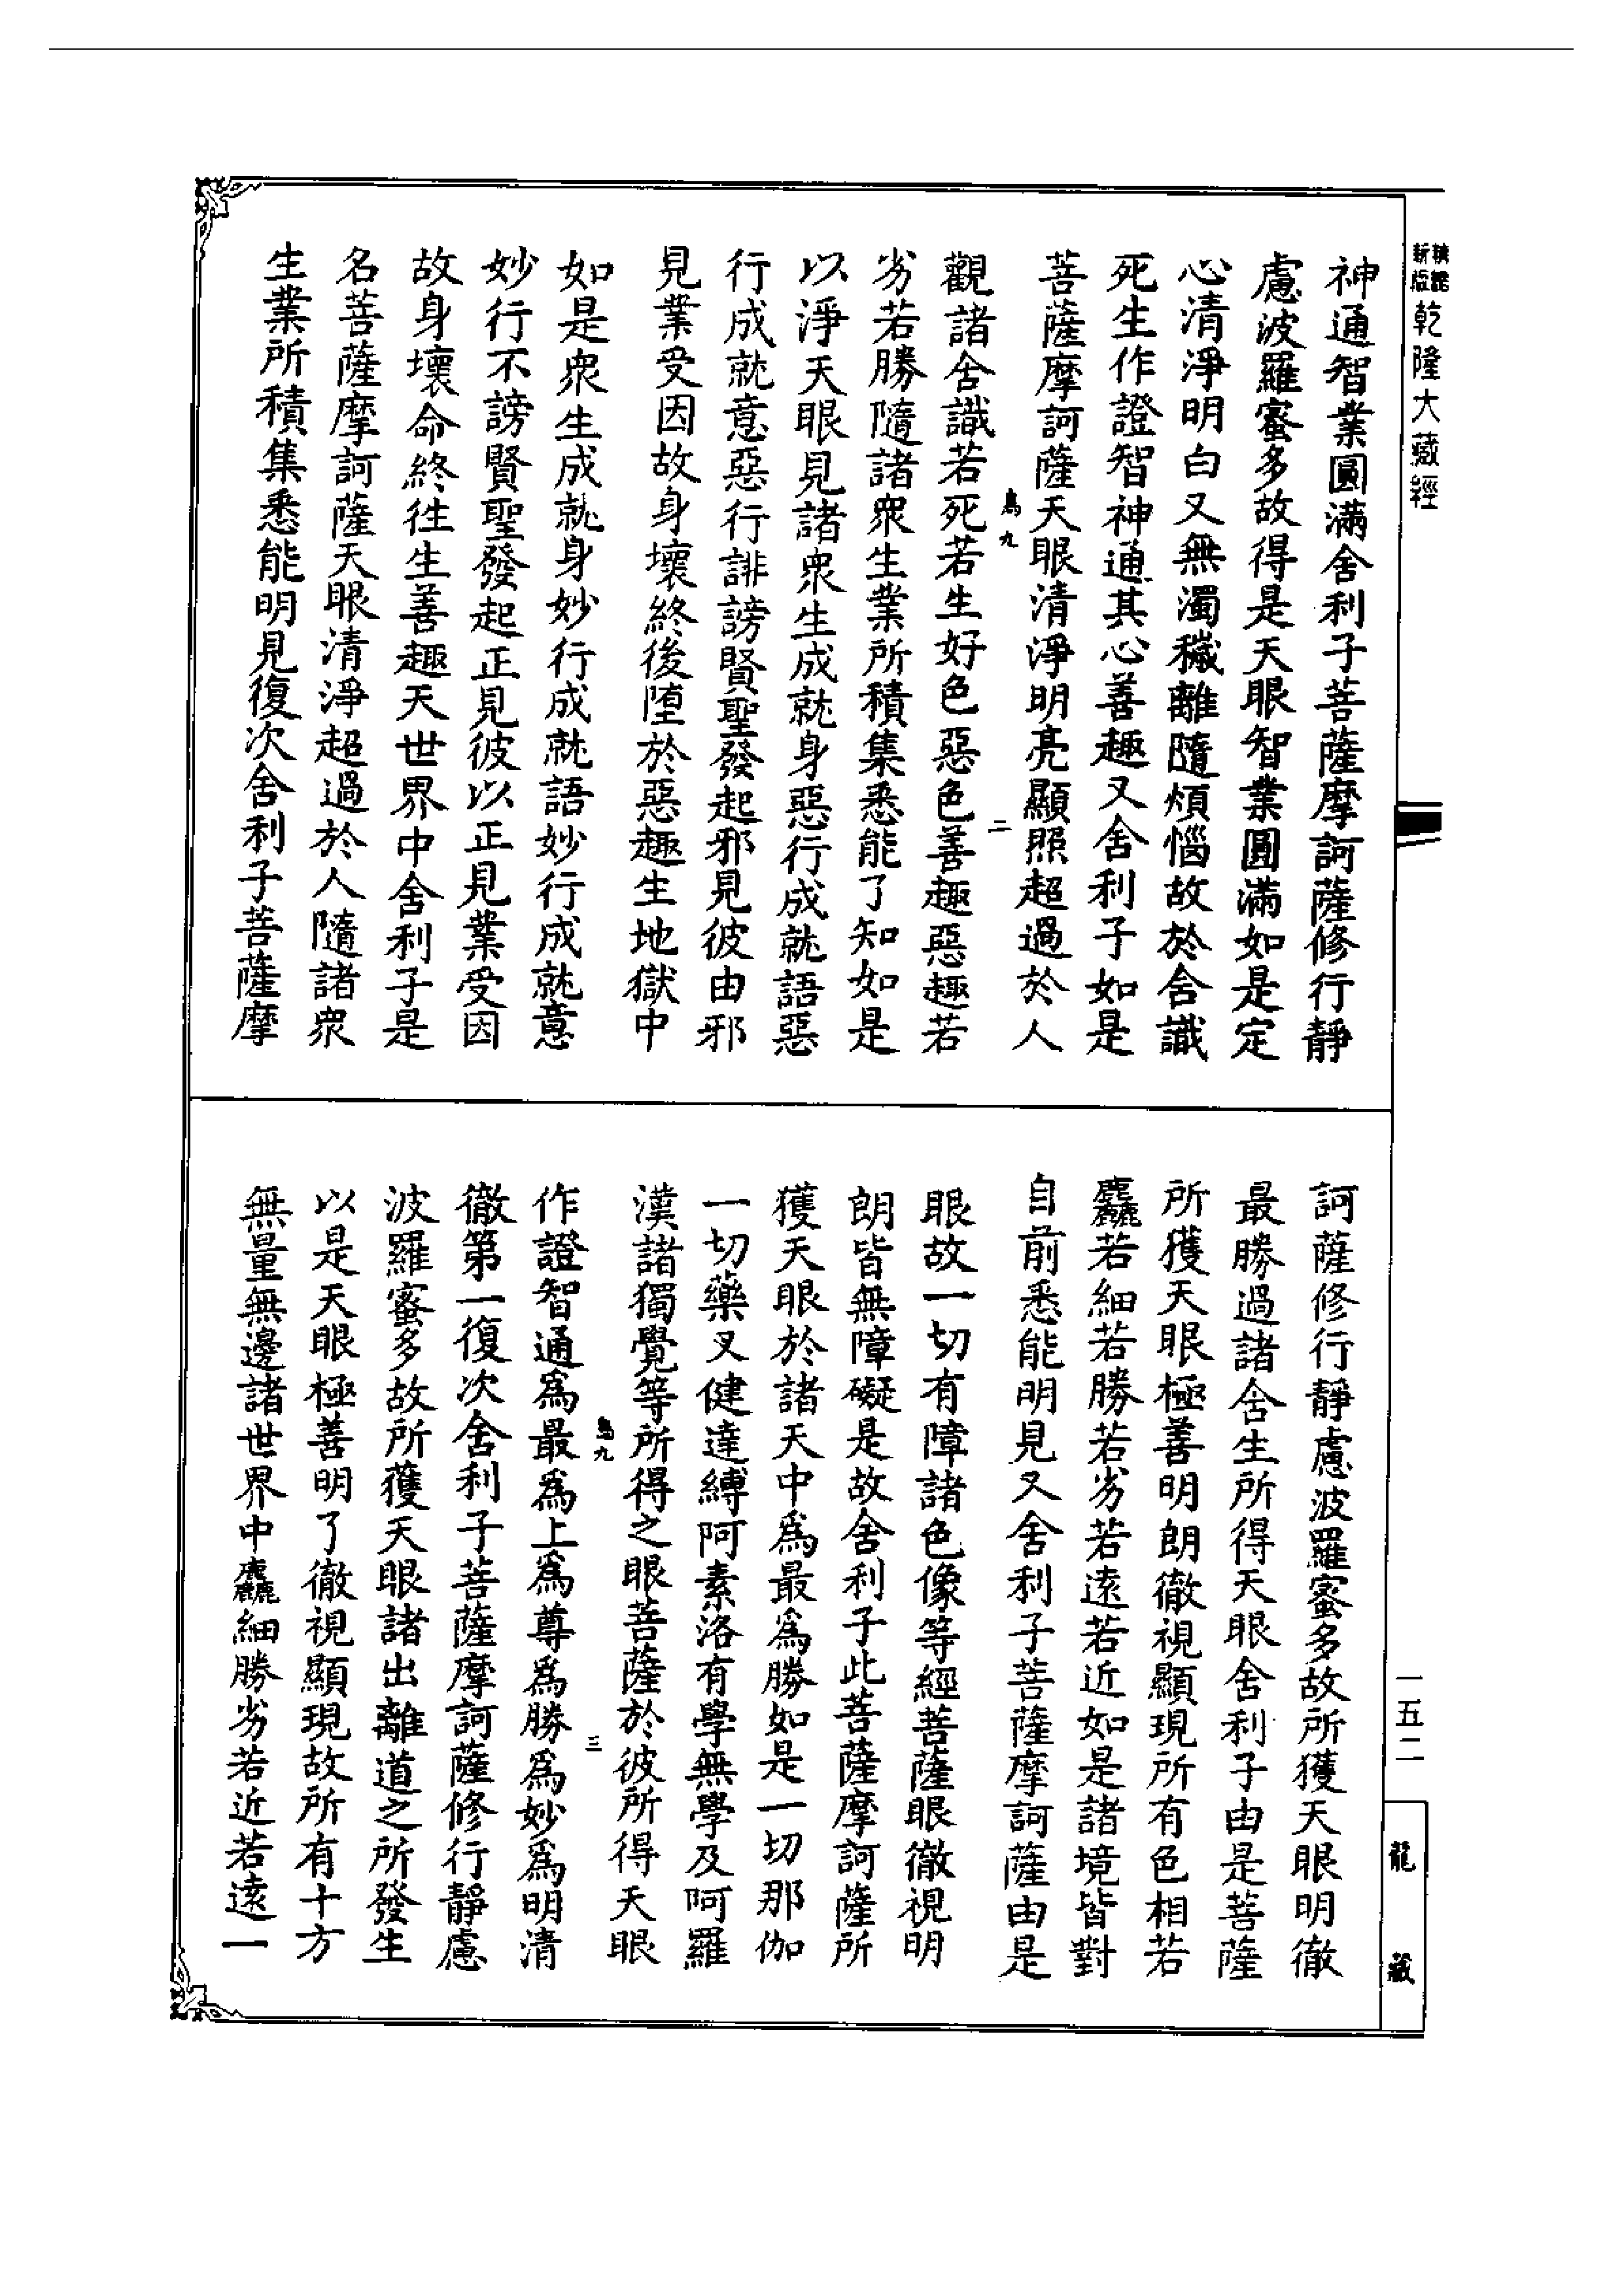 乾隆大藏經
神通智業圓滿舍利子菩薩摩訶薩修行靜
慮波羅蜜多故得是天眼智業圓滿如是定
心清淨明白又無濁穢離隨煩惱故於含識
死生作證智神通其心善趣又舍利子如是
菩薩摩訶薩天眼清淨明亮顯照超過於人
鳥九
二
觀諸含識若死若生好色惡色善趣惡趣若
劣若勝隨諸衆生業所積集悉能了知如是
以淨天眼見諸衆生成就身惡行成就語惡
行成就意惡行誹謗賢聖發起邪見彼由邪
見業受因故身壞終後墮於惡趣生地獄中
如是衆生成就身妙行成就語妙行成就意
妙行不謗賢聖發起正見彼以正見業受因
故身壞命終往生善趣天世界中舍利子是
名菩薩摩訶薩天眼清淨超過於人隨諸衆
生業所積集悉能明見復次舍利子菩薩摩
訶薩修行靜慮波羅蜜多故所獲天眼明徹
最勝過諸含生所得天眼舍利子由是菩薩
所獲天眼極善明朗徹視顯現所有色相若
麤若細若勝若劣若遠若近如是諸境皆對
目前悉能明見又舍利子菩薩摩訶薩由是
眼故一切有障諸色像等經菩薩眼徹視明
朗皆無障礙是故舍利子此菩薩摩訶薩所
獲天眼於諸天中爲最爲勝如是一切那伽
一切藥叉健達縛阿素洛有學無學及阿羅
漢諸獨覺等所得之眼菩薩於彼所得天眼
鳥九
三
作證智通爲最爲上爲尊爲勝爲妙爲明清
徹第一復次舍利子菩薩摩訶薩修行靜慮
波羅蜜多故所獲天眼諸出離道之所發生
以是天眼極善明了徹視顯現故所有十方
無量無邊諸世界中麤細勝劣若近若遠一
一五二
龍藏